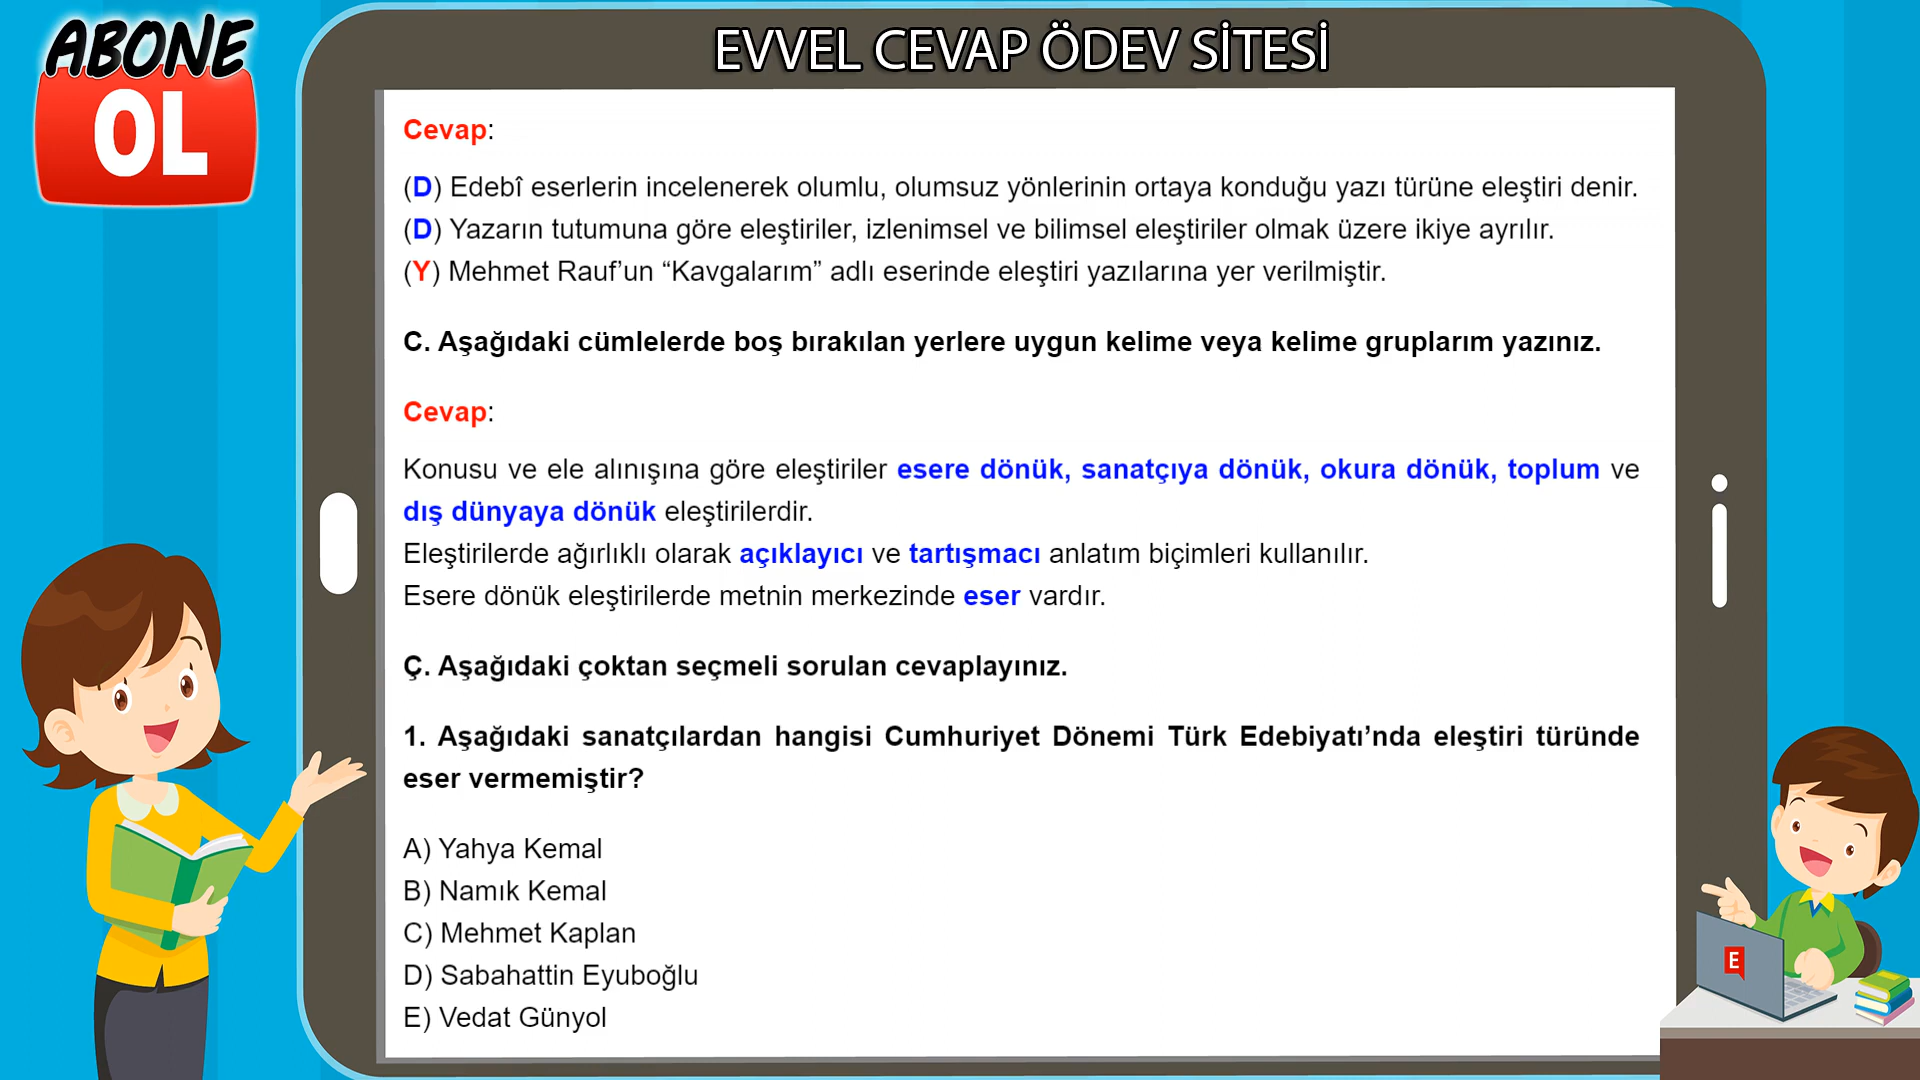 ABONE
OL
EVVEL CEVAP ÖDEV SİTESİ
Cevap:
(D) Edebî eserlerin incelenerek olumlu, olumsuz yönlerinin ortaya konduğu yazı türüne eleştiri denir.
(D) Yazarın tutumuna göre eleştiriler, izlenimsel ve bilimsel eleştiriler olmak üzere ikiye ayrılır.
(Y) Mehmet Rauf’un “Kavgalarım” adlı eserinde eleştiri yazılarına yer verilmiştir.
C. Aşağıdaki cümlelerde boş bırakılan yerlere uygun kelime veya kelime gruplarım yazınız.
Cevap:
Konusu ve ele alınışına göre eleştiriler esere dönük, sanatçıya dönük, okura dönük, toplum ve
dış dünyaya dönük eleştirilerdir.
Eleştirilerde ağırlıklı olarak açıklayıcı ve tartışmacı anlatım biçimleri kullanılır.
Esere dönük eleştirilerde metnin merkezinde eser vardır.
Ç. Aşağıdaki çoktan seçmeli sorulan cevaplayınız.
1. Aşağıdaki sanatçılardan hangisi Cumhuriyet Dönemi Türk Edebiyatı’nda eleştiri türünde
eser vermemiştir?
A) Yahya Kemal
B) Namık Kemal
C) Mehmet Kaplan
D) Sabahattin Eyuboğlu
E) Vedat Günyol
E